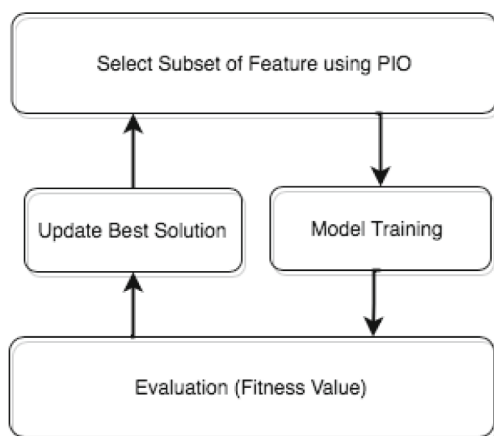 Select Subset of Feature using PIO
Update Best Solution
Model Training
Evaluation (Fitness Value)